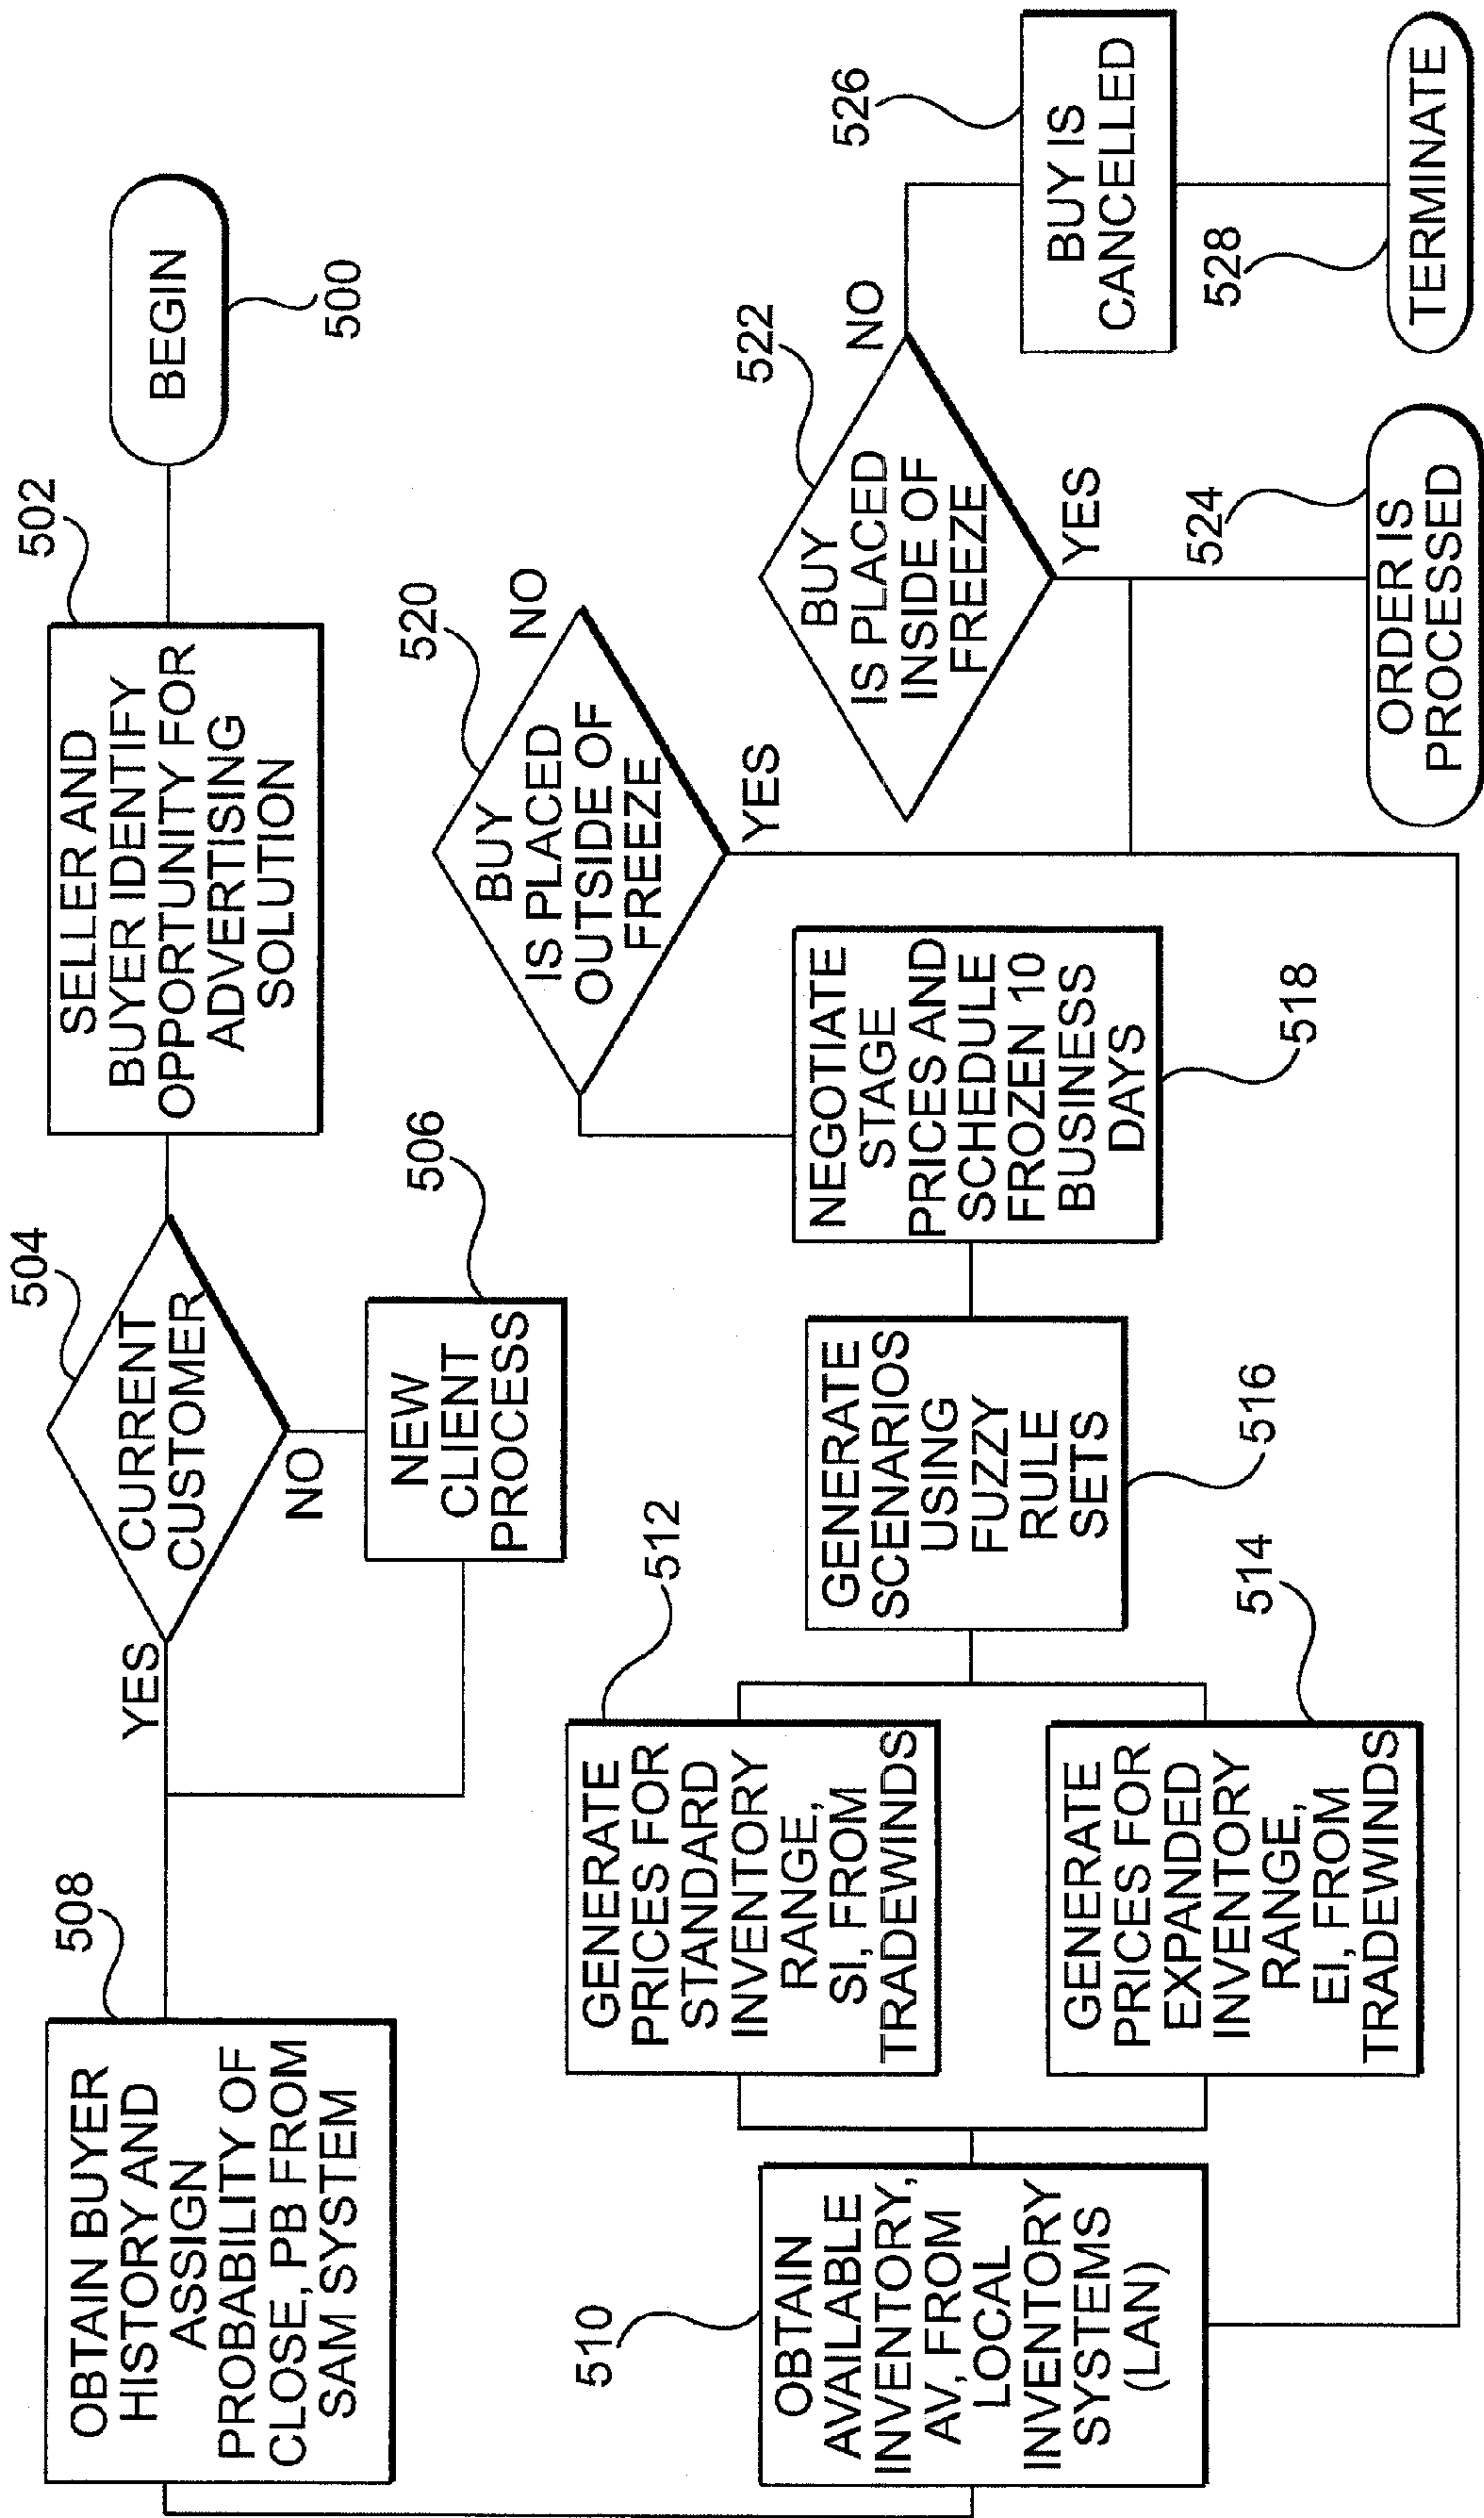 BEGIN
500
502
SELLER AND
BUYER IDENTIFY
OPPORTUNITY FOR
ADVERTISING
SOLUTION
504
CURRENT
CUSTOMER
YES
NO
506
NEW
CLIENT
PROCESS
508
OBTAIN BUYER
HISTORY AND
ASSIGN
PROBABILITY OF
CLOSE, PB FROM
SAM SYSTEM
510
OBTAIN
AVAILABLE
INVENTORY,
AV, FROM
LOCAL
INVENTORY
SYSTEMS
(LAN)
512
GENERATE
PRICES FOR
STANDARD
INVENTORY
RANGE,
SI, FROM
TRADEWINDS
514
GENERATE
PRICES FOR
EXPANDED
INVENTORY
RANGE,
EI, FROM
TRADEWINDS
516
GENERATE
SCENARIOS
USING
FUZZY
RULE
SETS
518
NEGOTIATE
STAGE
PRICES AND
SCHEDULE
FROZEN 10
BUSINESS
DAYS
520
BUY
IS PLACED
OUTSIDE OF
FREEZE
NO
YES
522
BUY
IS PLACED
INSIDE OF
FREEZE
NO
YES
524
ORDER IS
PROCESSED
526
BUY IS
CANCELLED
528
TERMINATE